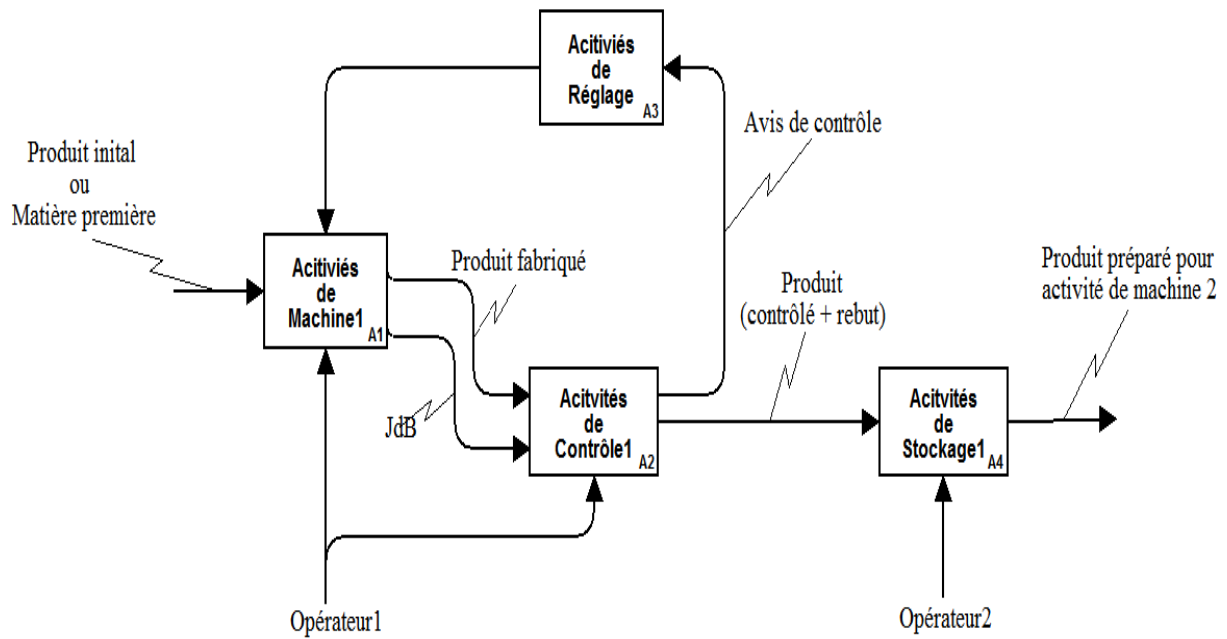 Acitiviés
de
Réglage
A3
Avis de contrôle
Produit inital
ou
Matière première
Acitiviés
de
Machine1
A1
Produit fabriqué
JdB
Produit
(contrôlé + rebut)
Produit préparé pour
activité de machine 2
Acitvités
de
Contrôle1
A2
Acitvités
de
Stockage1
A4
Opérateur1
Opérateur2